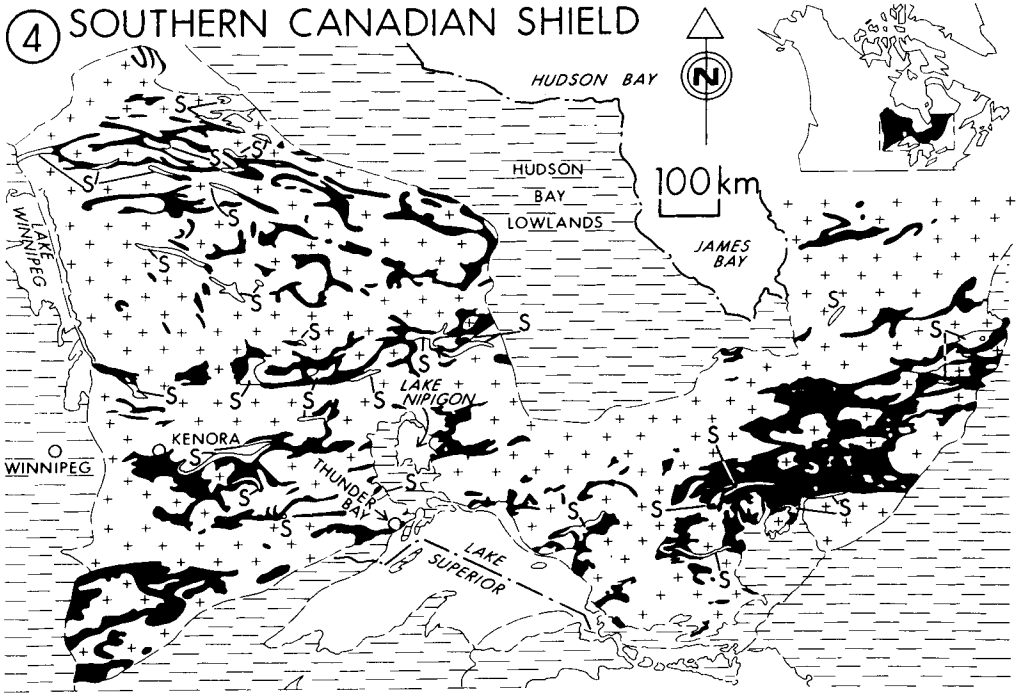 4 SOUTHERN CANADIAN SHIELD
HUDSON BAY
N
S
S
S
S
HUDSON
BAY
LOWLANDS
100 km
S
LAKE
WINNIPEG
JAMES
BAY
S
S
S
S
S
S
S
LAKE
NIPIGON
S
S
S
KENORA
S
S
WINNIPEG
THUNDER
BAY
S
S
S
S
S
S
S
LAKE
SUPERIOR
S